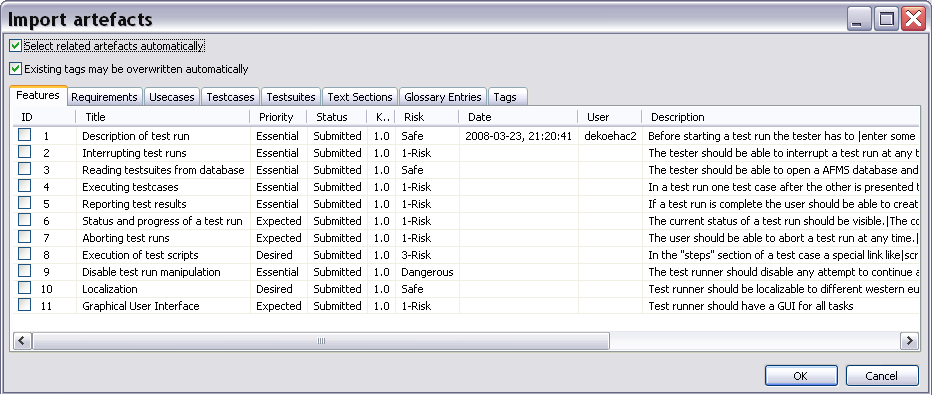 Import artefacts
Select related artefacts automatically
Existing tags may be overwritten automatically
Features Requirements Usecases Testcases Testsuites Text Sections Glossary Entries Tags
ID Title Priority Status K.. Risk Date User Description
1 Description of test run Essential Submitted 1.0 Safe 2008-03-23, 21:20:41 dekoehac2 Before starting a test run the tester has to |enter some
2 Interrupting test runs Essential Submitted 1.0 1-Risk The tester should be able to interrupt a test run at any t
3 Reading testsuites from database Essential Submitted 1.0 Safe The tester should be able to open a AFMS database and
4 Executing testcases Essential Submitted 1.0 1-Risk In a test run one test case after the other is presented t
5 Reporting test results Essential Submitted 1.0 1-Risk If a test run is complete the user should be able to creat
6 Status and progress of a test run Expected Submitted 1.0 1-Risk The current status of a test run should be visible.|The co
7 Aborting test runs Expected Submitted 1.0 1-Risk The user should be able to abort a test run at any time.|
8 Execution of test scripts Desired Submitted 1.0 3-Risk In the "steps" section of a test case a special link like|scr
9 Disable test run manipulation Essential Submitted 1.0 Dangerous The test runner should disable any attempt to continue a
10 Localization Desired Submitted 1.0 Safe Test runner should be localizable to different western eu
11 Graphical User Interface Expected Submitted 1.0 1-Risk Test runner should have a GUI for all tasks
OK Cancel